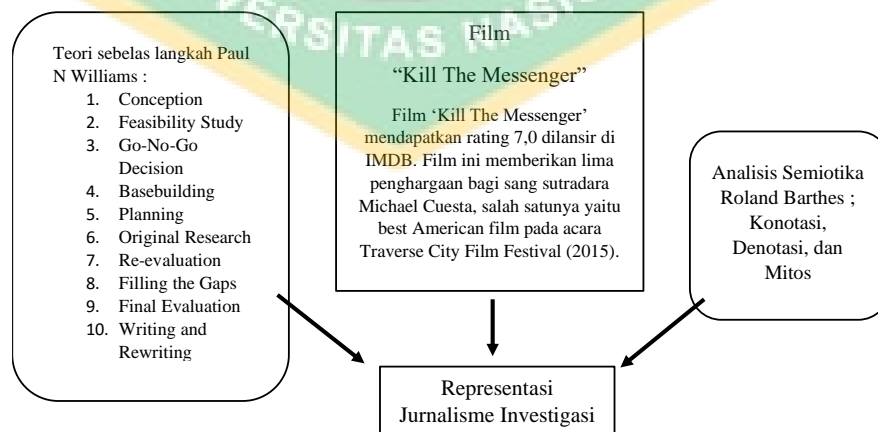 VERSITAS NASIO
Teori sebelas langkah Paul
N Williams :
1. Conception
2. Feasibility Study
3. Go-No-Go
Decision
4. Basebuilding
5. Planning
6. Original Research
7. Re-evaluation
8. Filling the Gaps
9. Final Evaluation
10. Writing and
Rewriting
Film
“Kill The Messenger”
Film ‘Kill The Messenger’
mendapatkan rating 7,0 dilansir di
IMDB. Film ini memberikan lima
penghargaan bagi sang sutradara
Michael Cuesta, salah satunya yaitu
best American film pada acara
Traverse City Film Festival (2015).
Analisis Semiotika
Roland Barthes ;
Konotasi,
Denotasi, dan
Mitos
Representasi
Jurnalisme Investigasi